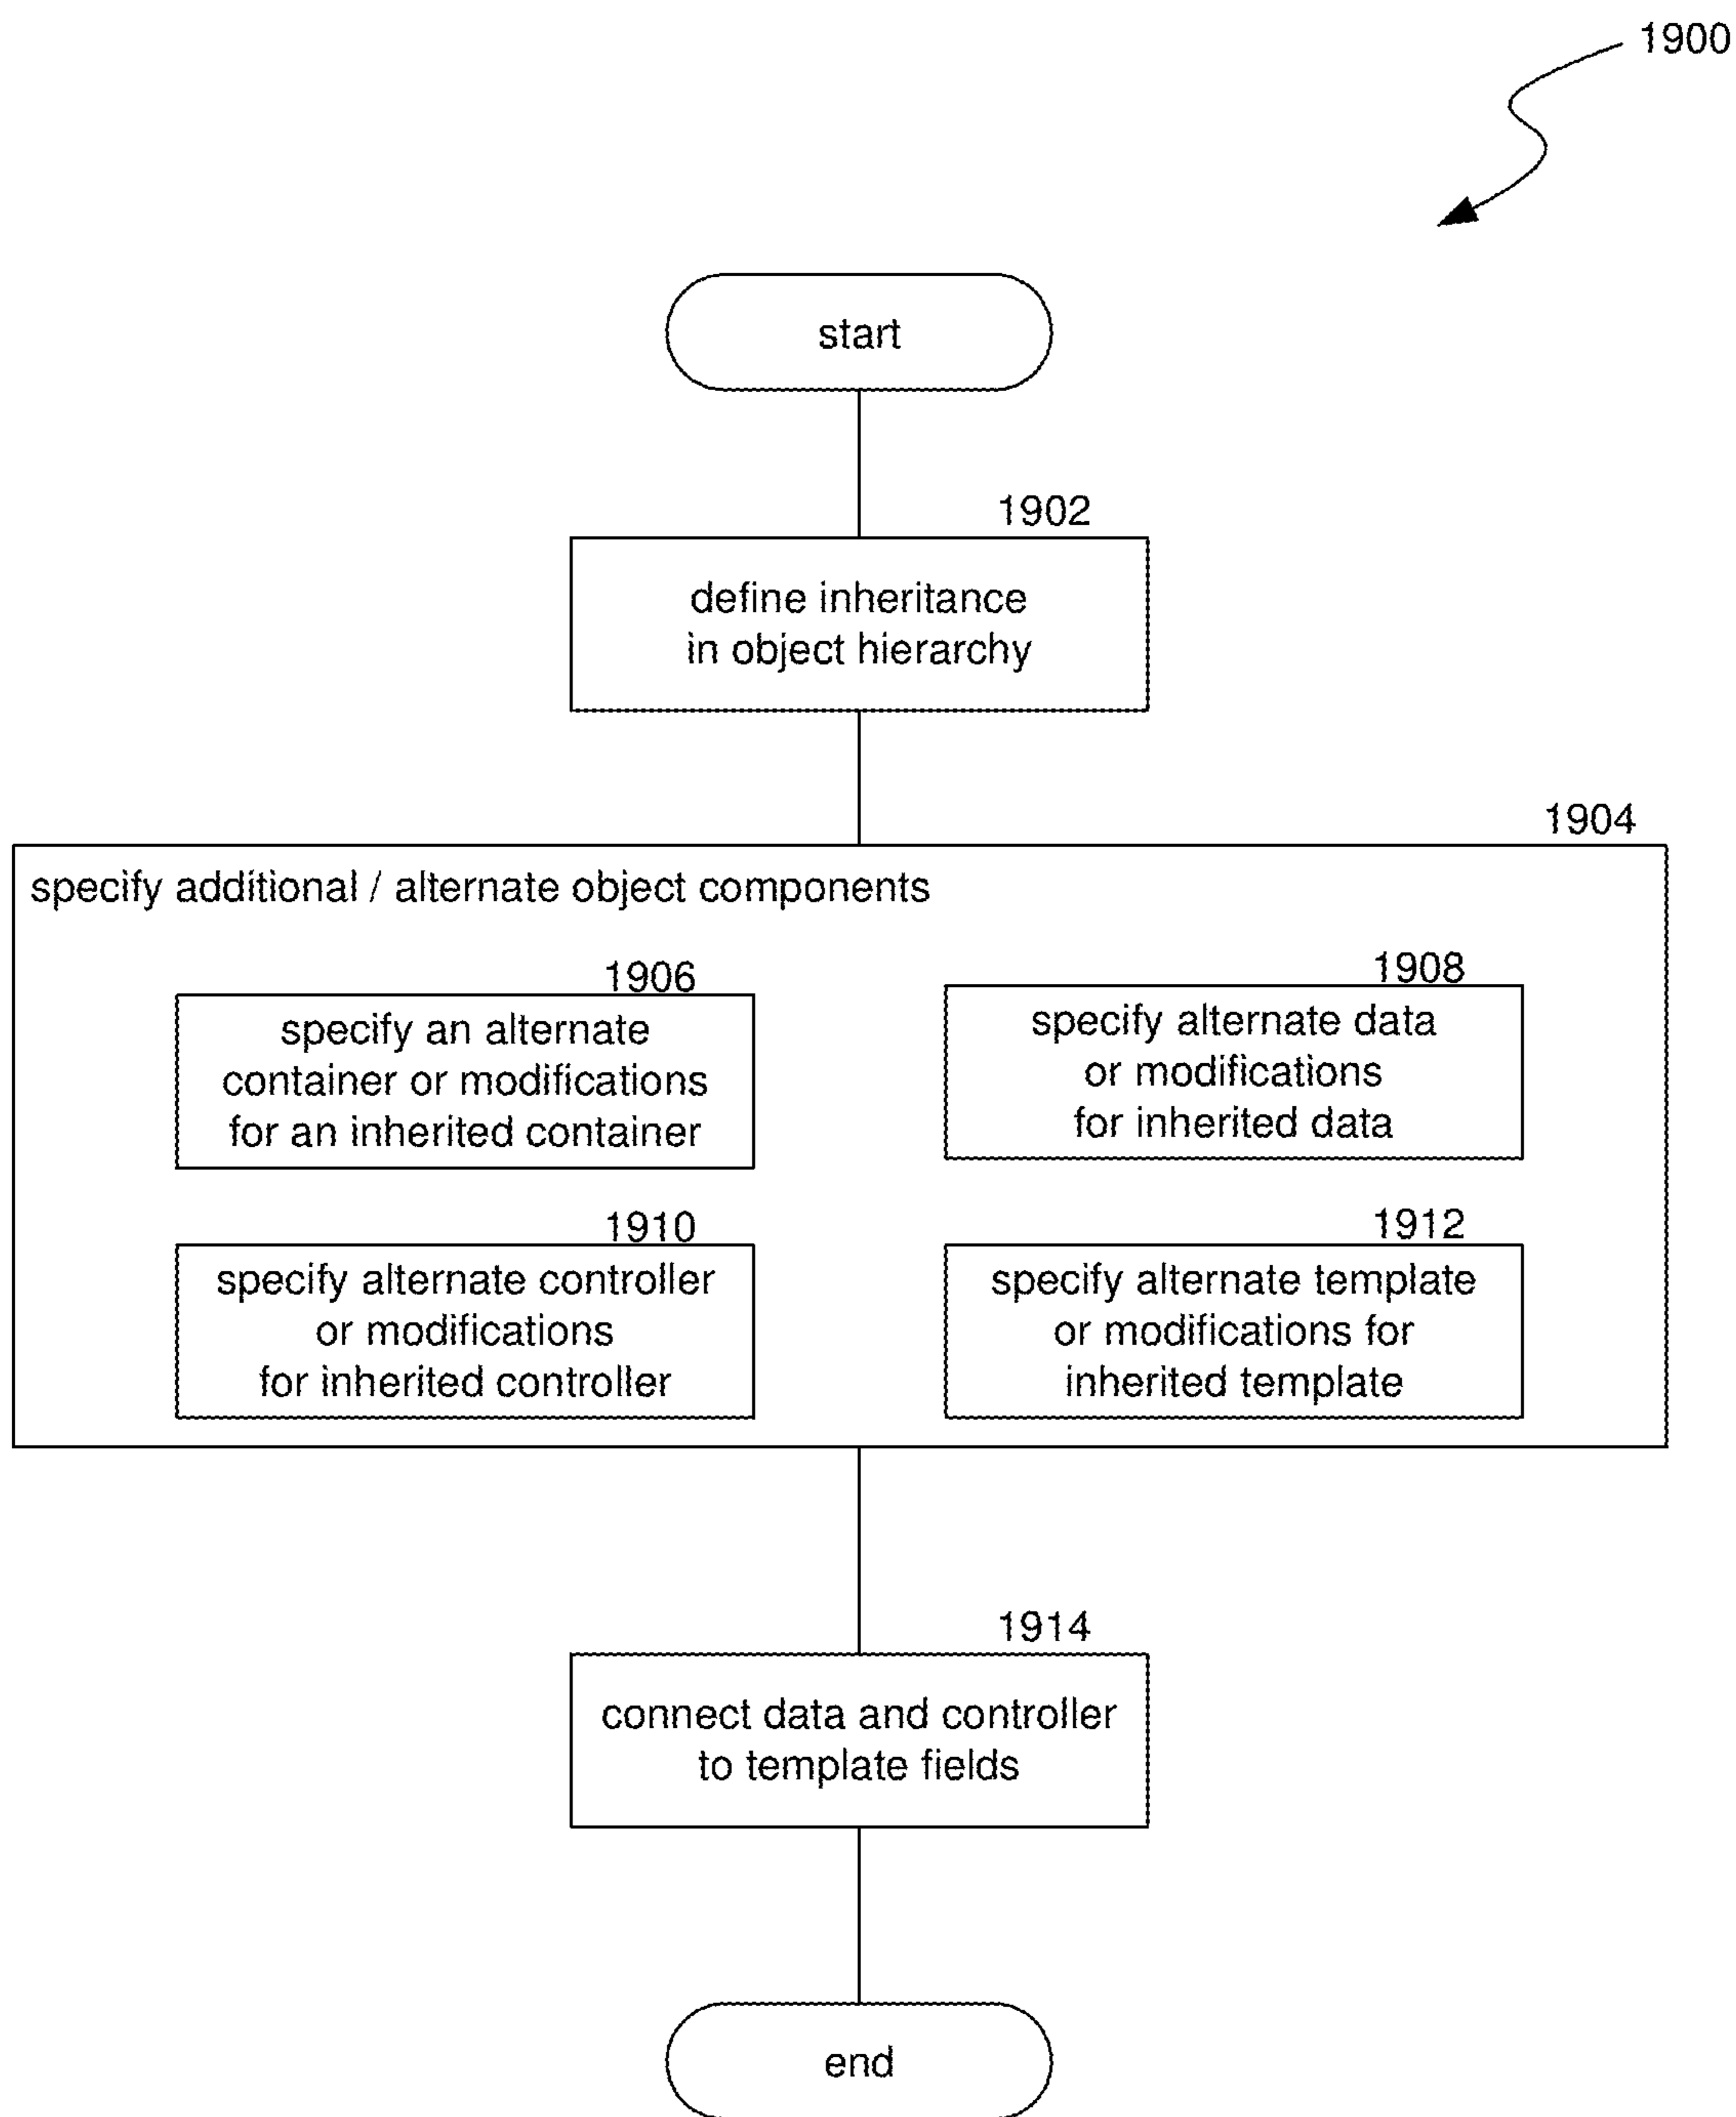 1900
start
1902
define inheritance
in object hierarchy
1904
specify additional / alternate object components
1906
specify an alternate
container or modifications
for an inherited container
1908
specify alternate data
or modifications
for inherited data
1910
specify alternate controller
or modifications
for inherited controller
1912
specify alternate template
or modifications for
inherited template
1914
connect data and controller
to template fields
end